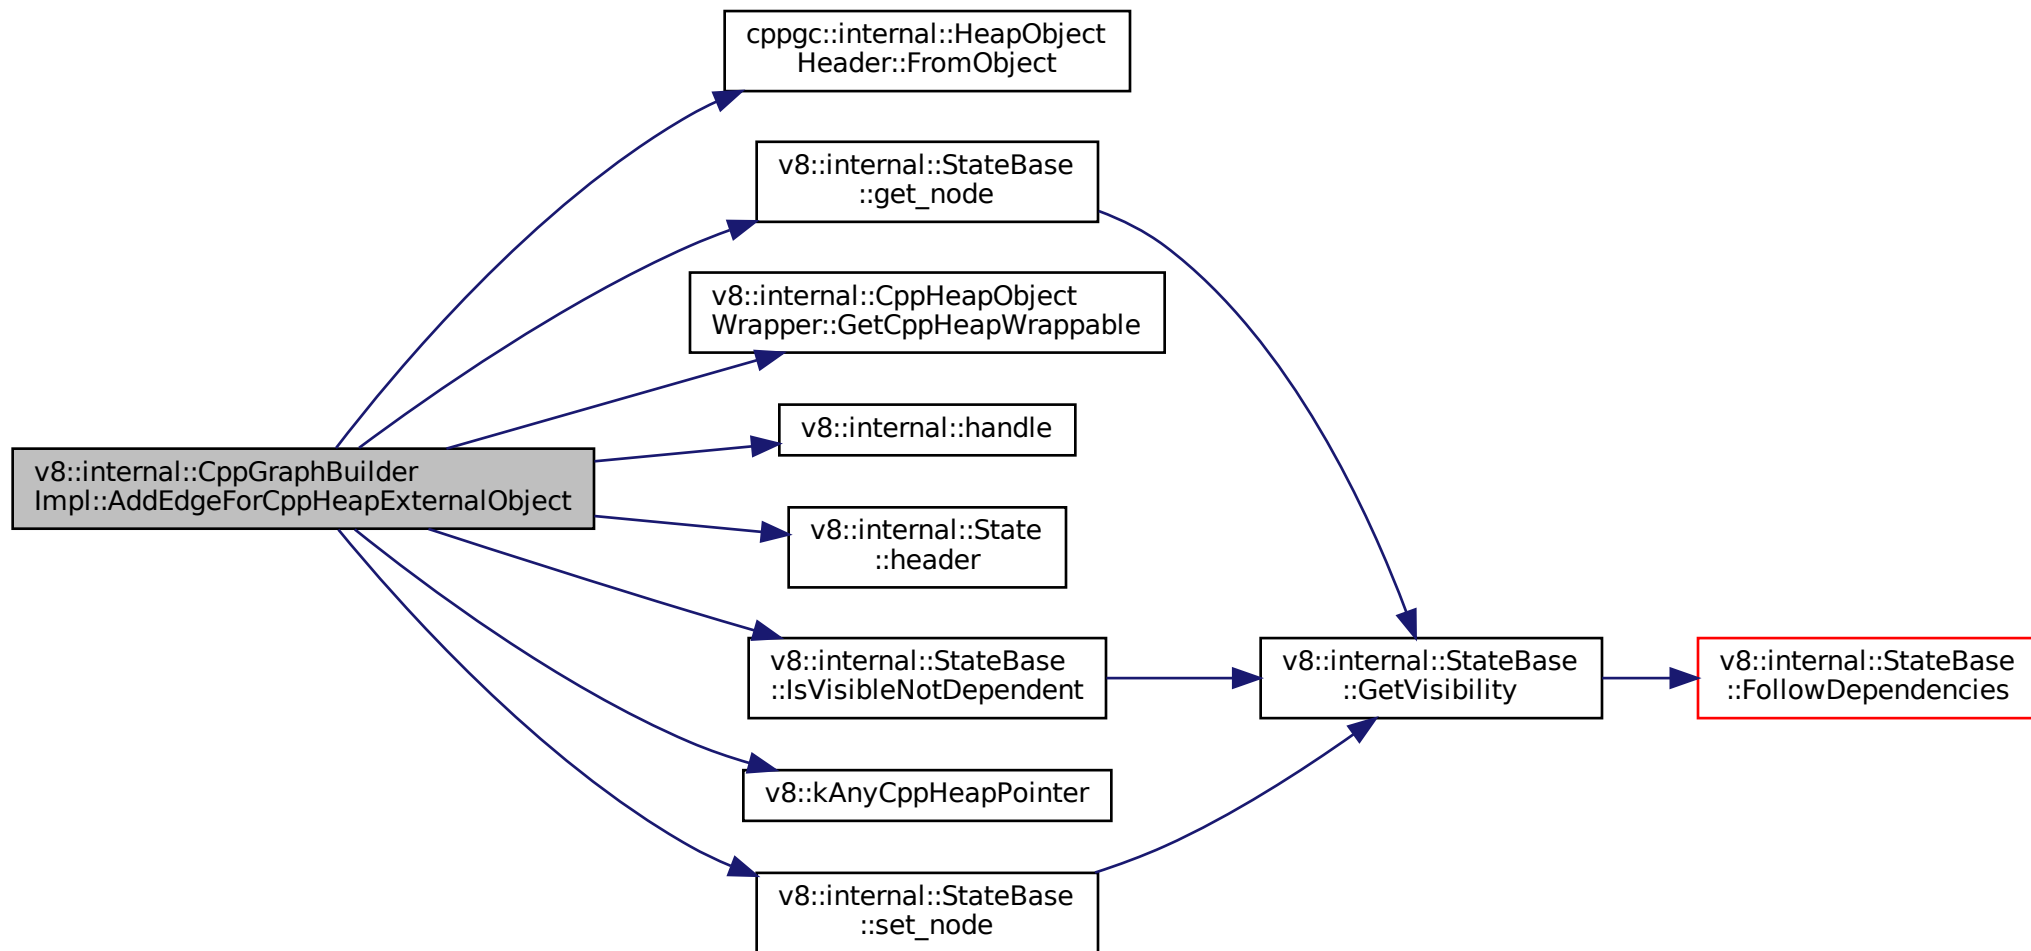 cppgc::internal::HeapObject
Header::FromObject
v8::internal::StateBase
::get_node
v8::internal::CppHeapObject
Wrapper::GetCppHeapWrappable
v8::internal::handle
v8::internal::CppGraphBuilder
Impl::AddEdgeForCppHeapExternalObject
v8::internal::State
::header
v8::internal::StateBase
::IsVisibleNotDependent
v8::internal::StateBase
::GetVisibility
v8::internal::StateBase
::FollowDependencies
v8::kAnyCppHeapPointer
v8::internal::StateBase
::set_node